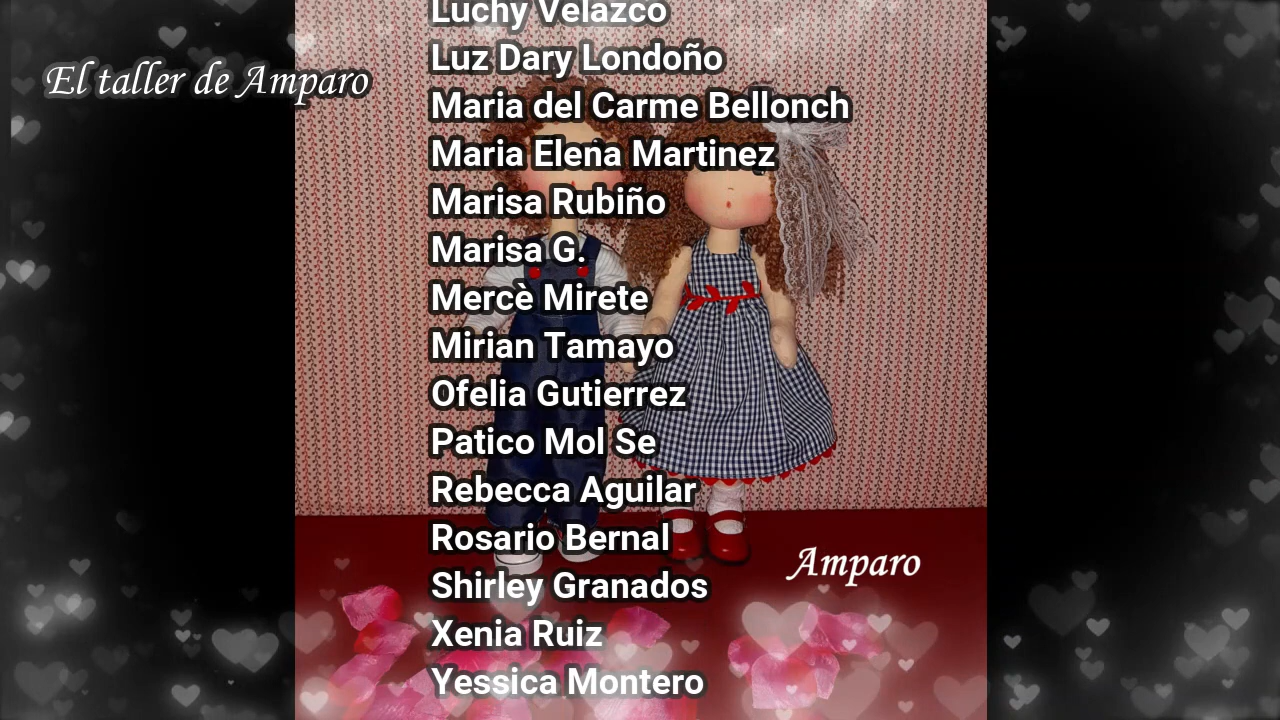 Luchy Velazco
El taller de Amparo
Luz Dary Londoño
Maria del Carme Bellonch
Maria Elena Martinez
Marisa Rubiño
Marisa G.
Mercè Mirete
Mirian Tamayo
Ofelia Gutierrez
Patico Mol Se
Rebecca Aguilar
Rosario Bernal
Amparo
Shirley Granados
Xenia Ruiz
Yessica Montero